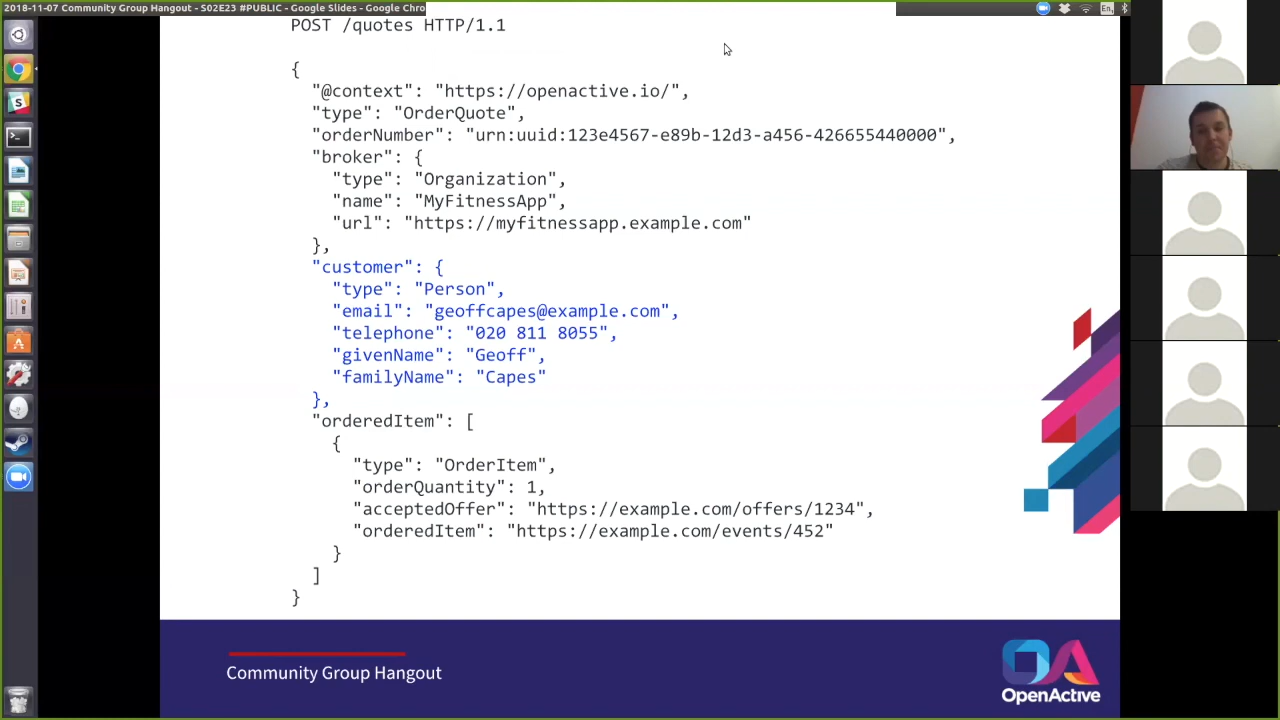 2018-11-07 Community Group Hangout - S02E23 #PUBLIC - Google Slides - Google Chro
En
POST /quotes HTTP/1.1
{
"@context": "https://openactive.io/",
"type": "OrderQuote",
"orderNumber": "urn:uuid:123e4567-e89b-12d3-a456-426655440000",
"broker": {
"type": "Organization",
"name": "MyFitnessApp",
"url": "https://myfitnessapp.example.com"
},
"customer": {
"type": "Person",
"email": "geoffcapes@example.com",
"telephone": "020 811 8055",
"givenName": "Geoff",
"familyName": "Capes"
},
"orderedItem": [
{
"type": "OrderItem",
"orderQuantity": 1,
"acceptedOffer": "https://example.com/offers/1234",
"orderedItem": "https://example.com/events/452"
}
]
}
Community Group Hangout
OA
OpenActive